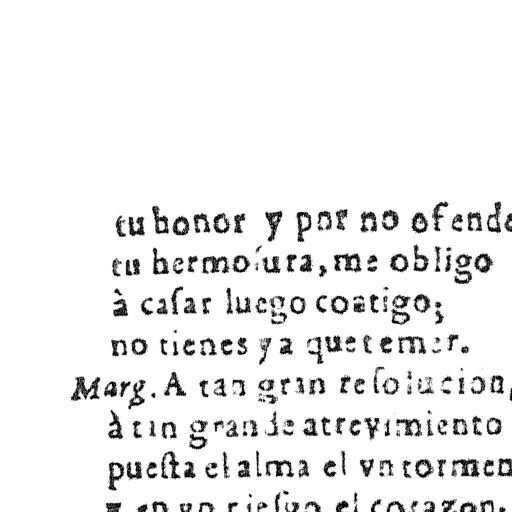 tu honor y por no ofende
tu hermoſura, me obligo
à caſar luego contigo;
no tienes ya que temer.
Marg. A tan gran reſolucion,
à tan grande atrevimiento
pueſta el alma el vn tormen
y en vn rieſgo el corazon.